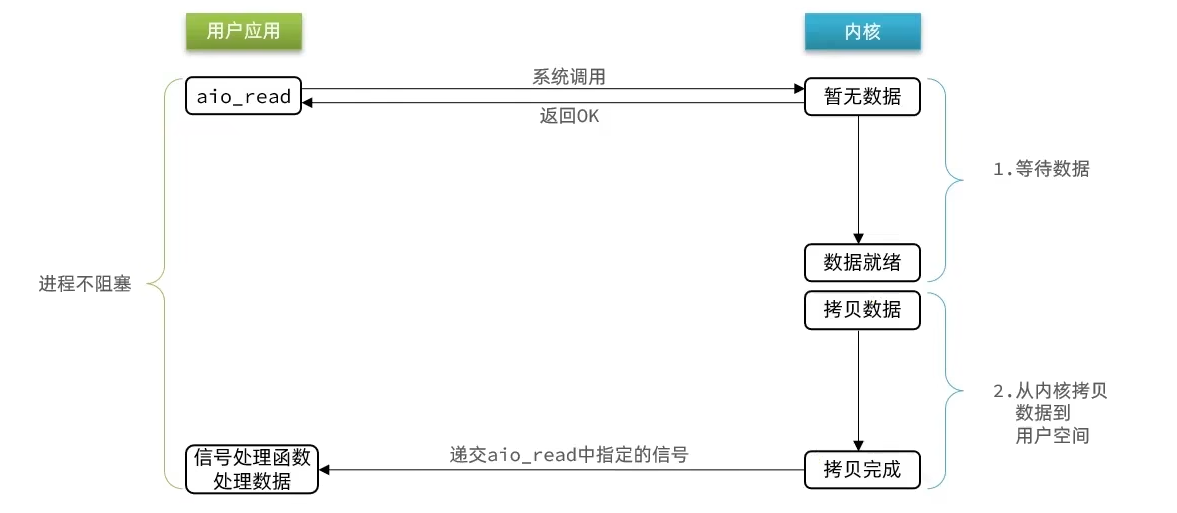 用户应用
内核
aio_read
系统调用
返回OK
暂无数据
1.等待数据
数据就绪
进程不阻塞
拷贝数据
2.从内核拷贝
数据到
用户空间
信号处理函数
处理数据
递交aio_read中指定的信号
拷贝完成